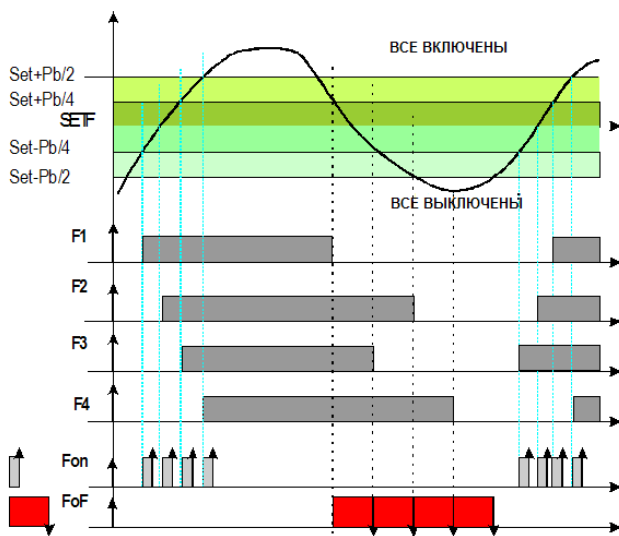 ВСЕ ВКЛЮЧЕНЫ
Set+Pb/2
Set+Pb/4
SETF
Set-Pb/4
Set-Pb/2
ВСЕ ВЫКЛЮЧЕНЫ
F1
F2
F3
F4
Fon
FoF